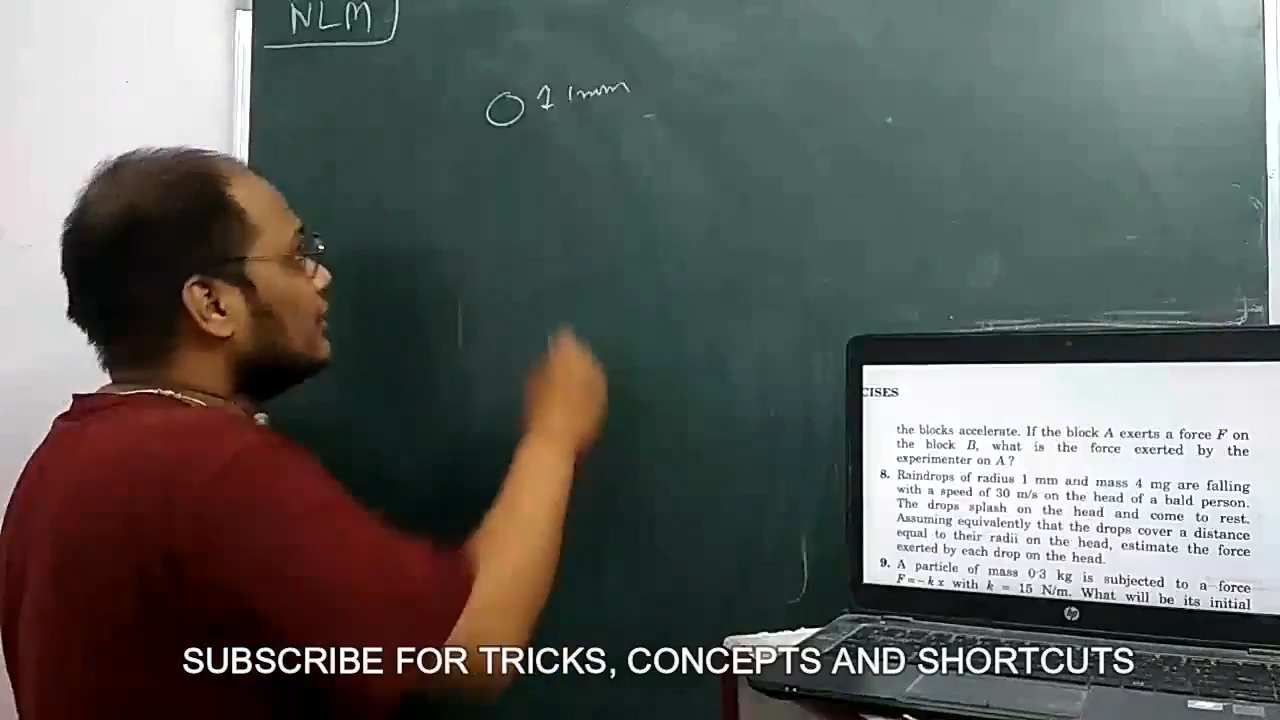 NLM
1 mm
CISES
the blocks accelerate. If the block A exerts a force F on
the block B, what is the force exerted by the
experimenter on A?
8. Raindrops of radius 1 mm and mass 4 mg are falling
with a speed of 30 m/s on the head of a bald person.
The drops splash on the head and come to rest.
Assuming equivalently that the drops cover a distance
equal to their radii on the head, estimate the force
exerted by each drop on the head.
9. A particle of mass 0·3 kg is subjected to a force
F = − k x with k = 15 N/m. What will be its initial
hp
SUBSCRIBE FOR TRICKS, CONCEPTS AND SHORTCUTS